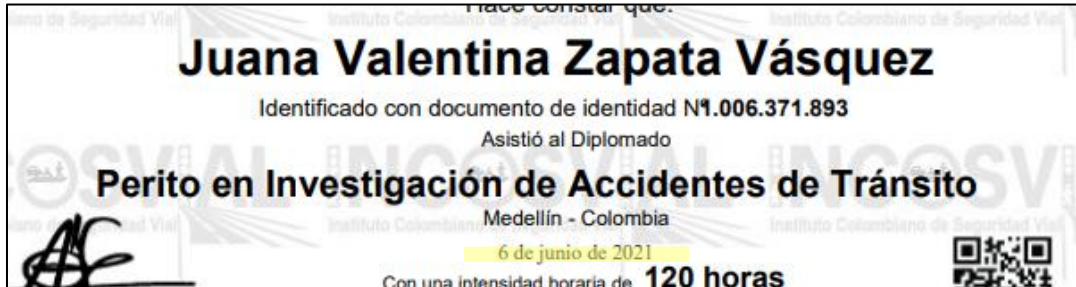 Hace constar que:
Juana Valentina Zapata Vásquez
Identificado con documento de identidad Nº1.006.371.893
Asistió al Diplomado
Perito en Investigación de Accidentes de Tránsito
Medellín - Colombia
6 de junio de 2021
Con una intensidad horaria de 120 horas